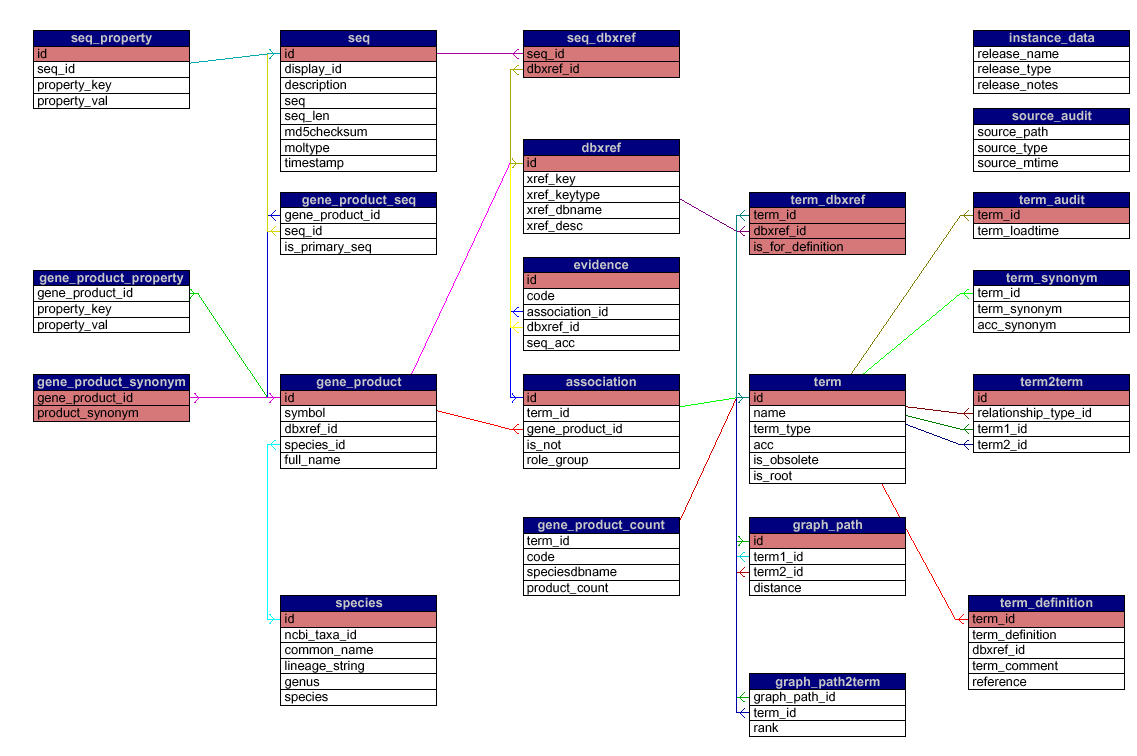 seq_property
id
seq_id
property_key
property_val
seq
id
display_id
description
seq
seq_len
md5checksum
moltype
timestamp
seq_dbxref
seq_id
dbxref_id
instance_data
release_name
release_type
release_notes
source_audit
source_path
source_type
source_mtime
dbxref
id
xref_key
xref_keytype
xref_dbname
xref_desc
gene_product_seq
gene_product_id
seq_id
is_primary_seq
term_dbxref
term_id
dbxref_id
is_for_definition
term_audit
term_id
term_loadtime
gene_product_property
gene_product_id
property_key
property_val
evidence
id
code
association_id
dbxref_id
seq_acc
term_synonym
term_id
term_synonym
acc_synonym
gene_product_synonym
gene_product_id
product_synonym
gene_product
id
symbol
dbxref_id
species_id
full_name
association
id
term_id
gene_product_id
is_not
role_group
term
id
name
term_type
acc
is_obsolete
is_root
term2term
id
relationship_type_id
term1_id
term2_id
gene_product_count
term_id
code
speciesdbname
product_count
graph_path
id
term1_id
term2_id
distance
species
id
ncbi_taxa_id
common_name
lineage_string
genus
species
term_definition
term_id
term_definition
dbxref_id
term_comment
reference
graph_path2term
graph_path_id
term_id
rank